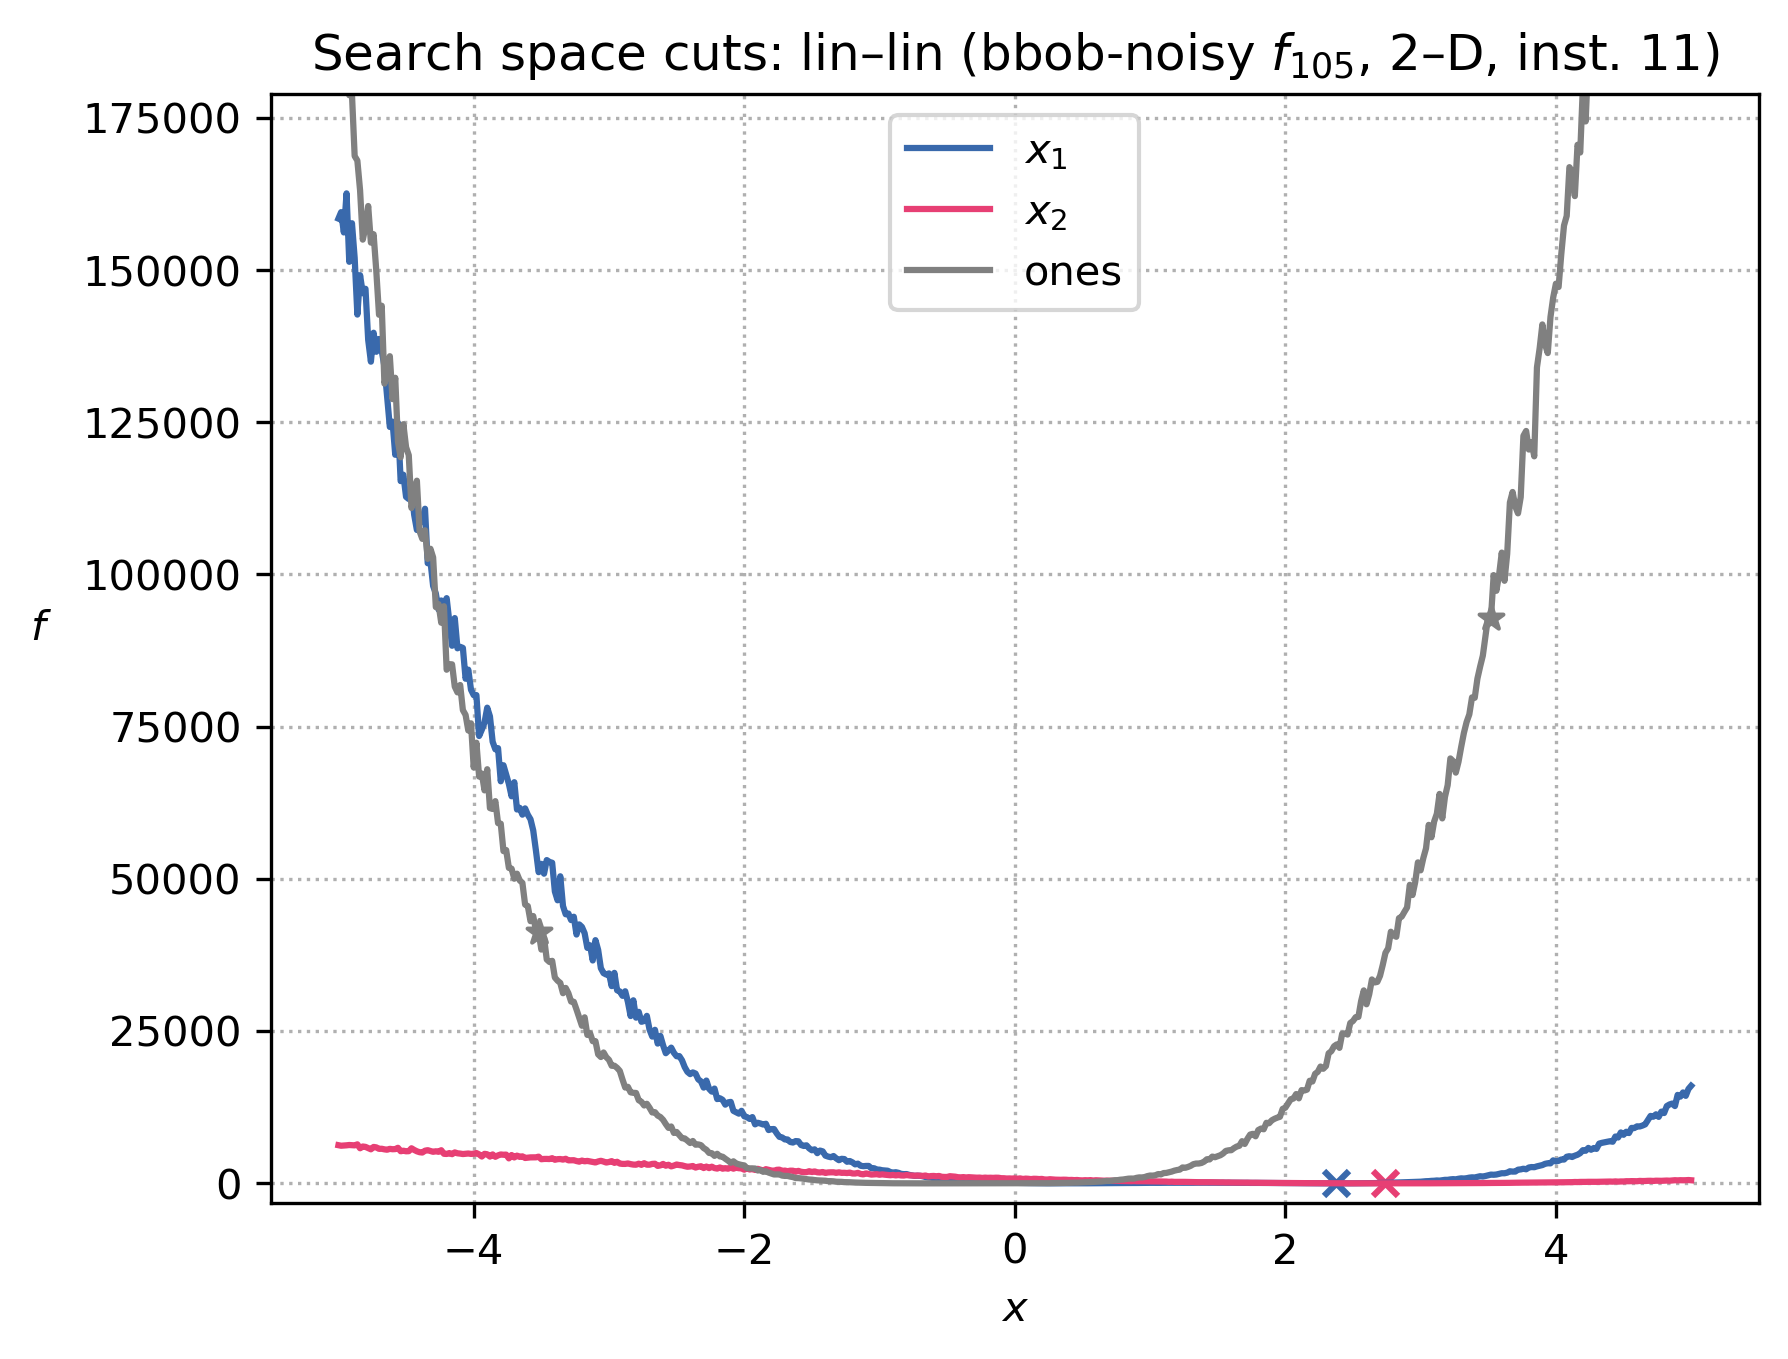 Search space cuts: lin–lin (bbob-noisy f₁₀₅, 2–D, inst. 11)
175000
150000
125000
100000
75000
50000
25000
0
f
x₁
x₂
ones
−4 −2 0 2 4
x